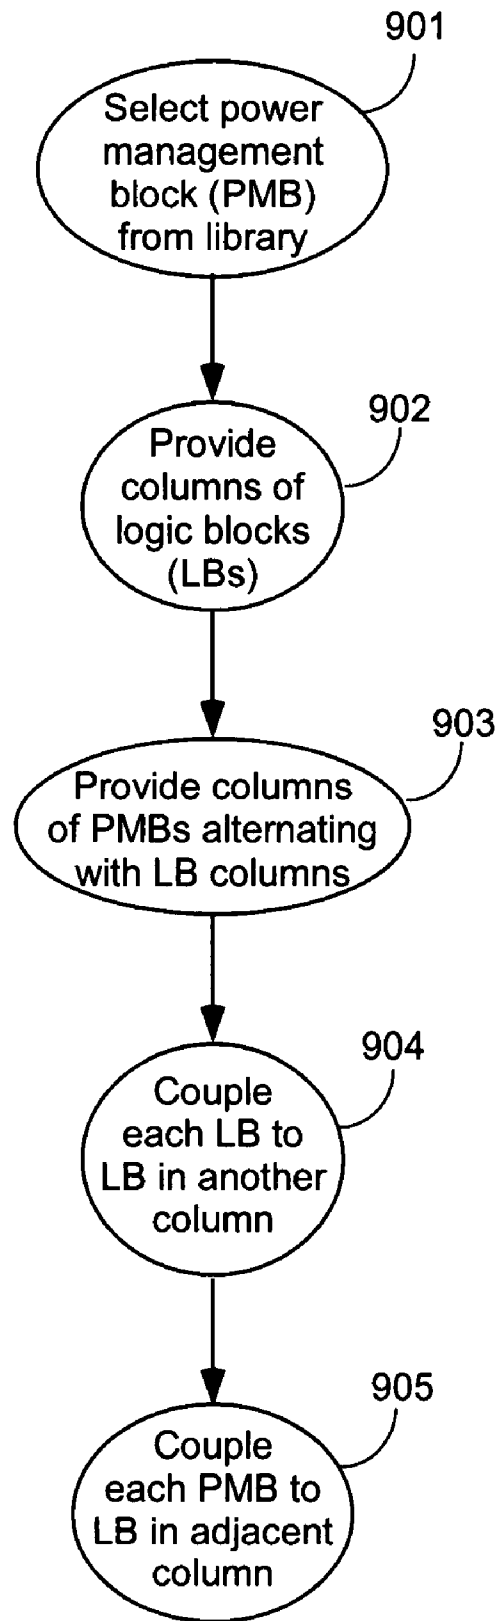 901
Select power
management
block (PMB)
from library
902
Provide
columns of
logic blocks
(LBs)
903
Provide columns
of PMBs alternating
with LB columns
904
Couple
each LB to
LB in another
column
905
Couple
each PMB to
LB in adjacent
column